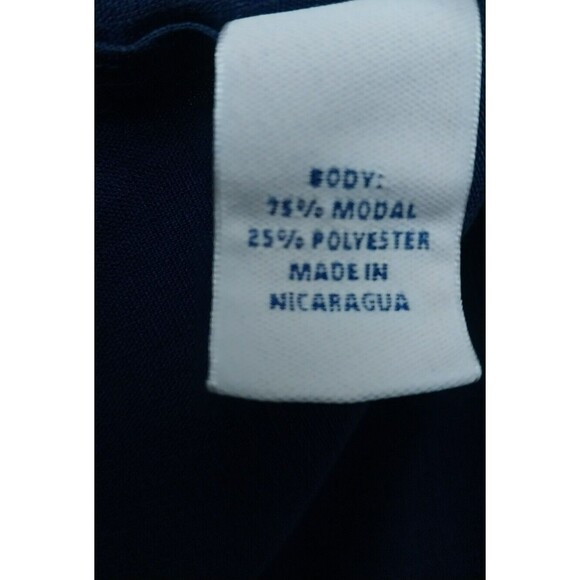 BODY:
75% MODAL
25% POLYESTER
MADE IN
NICARAGUA